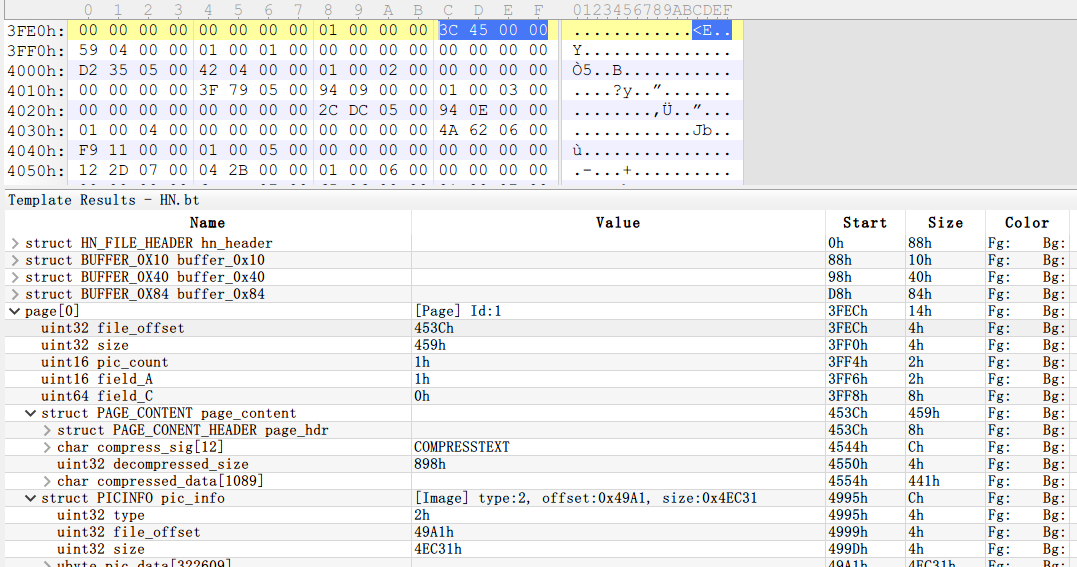 0 1 2 3 4 5 6 7 8 9 A B C D E F 0123456789ABCDEF
3FE0h: 00 00 00 00 00 00 00 00 01 00 00 00 3C 45 00 00 ............<E..
3FF0h: 59 04 00 00 01 00 01 00 00 00 00 00 00 00 00 00 Y...............
4000h: D2 35 05 00 42 04 00 00 01 00 02 00 00 00 00 00 Ò5..B...........
4010h: 00 00 00 00 3F 79 05 00 94 09 00 00 01 00 03 00 ....?y..”.......
4020h: 00 00 00 00 00 00 00 00 2C DC 05 00 94 0E 00 00 ........,Ü..”...
4030h: 01 00 04 00 00 00 00 00 00 00 00 00 4A 62 06 00 ............Jb..
4040h: F9 11 00 00 01 00 05 00 00 00 00 00 00 00 00 00 ù...............
4050h: 12 2D 07 00 04 2B 00 00 01 00 06 00 00 00 00 00 .-...+..........
Template Results - HN.bt
Name Value Start Size Color
struct HN_FILE_HEADER hn_header 0h 88h Fg: Bg:
struct BUFFER_0X10 buffer_0x10 88h 10h Fg: Bg:
struct BUFFER_0X40 buffer_0x40 98h 40h Fg: Bg:
struct BUFFER_0X84 buffer_0x84 D8h 84h Fg: Bg:
page[0] [Page] Id:1 3FECh 14h Fg: Bg:
uint32 file_offset 453Ch 3FECh 4h Fg: Bg:
uint32 size 459h 3FF0h 4h Fg: Bg:
uint16 pic_count 1h 3FF4h 2h Fg: Bg:
uint16 field_A 1h 3FF6h 2h Fg: Bg:
uint64 field_C 0h 3FF8h 8h Fg: Bg:
struct PAGE_CONTENT page_content 453Ch 459h Fg: Bg:
struct PAGE_CONENT_HEADER page_hdr 453Ch 8h Fg: Bg:
char compress_sig[12] COMPRESSTEXT 4544h Ch Fg: Bg:
uint32 decompressed_size 898h 4550h 4h Fg: Bg:
char compressed_data[1089] 4554h 441h Fg: Bg:
struct PICINFO pic_info [Image] type:2, offset:0x49A1, size:0x4EC31 4995h Ch Fg: Bg:
uint32 type 2h 4995h 4h Fg: Bg:
uint32 file_offset 49A1h 4999h 4h Fg: Bg:
uint32 size 4EC31h 499Dh 4h Fg: Bg:
ubyte pic_data[322609] 49A1h 4EC31h Fg: Bg: